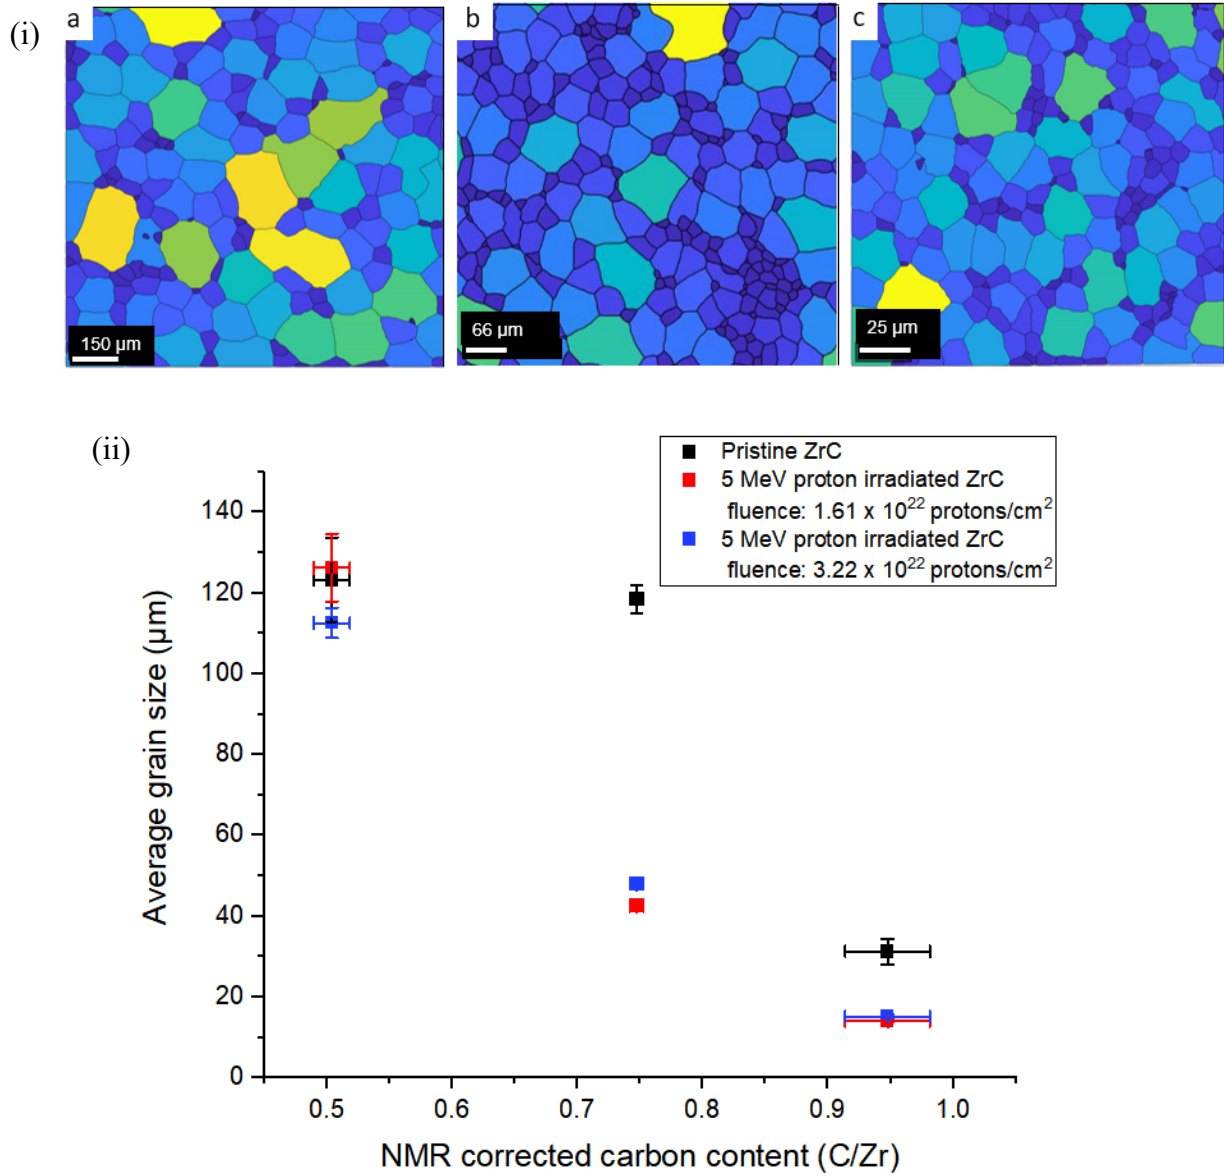 (i)
a
b
c
150 µm
66 µm
25 µm
(ii)
Pristine ZrC
5 MeV proton irradiated ZrC
fluence: 1.61 x 10²² protons/cm²
5 MeV proton irradiated ZrC
fluence: 3.22 x 10²² protons/cm²
Average grain size (µm)
140
120
100
80
60
40
20
0
0.5 0.6 0.7 0.8 0.9 1.0
NMR corrected carbon content (C/Zr)